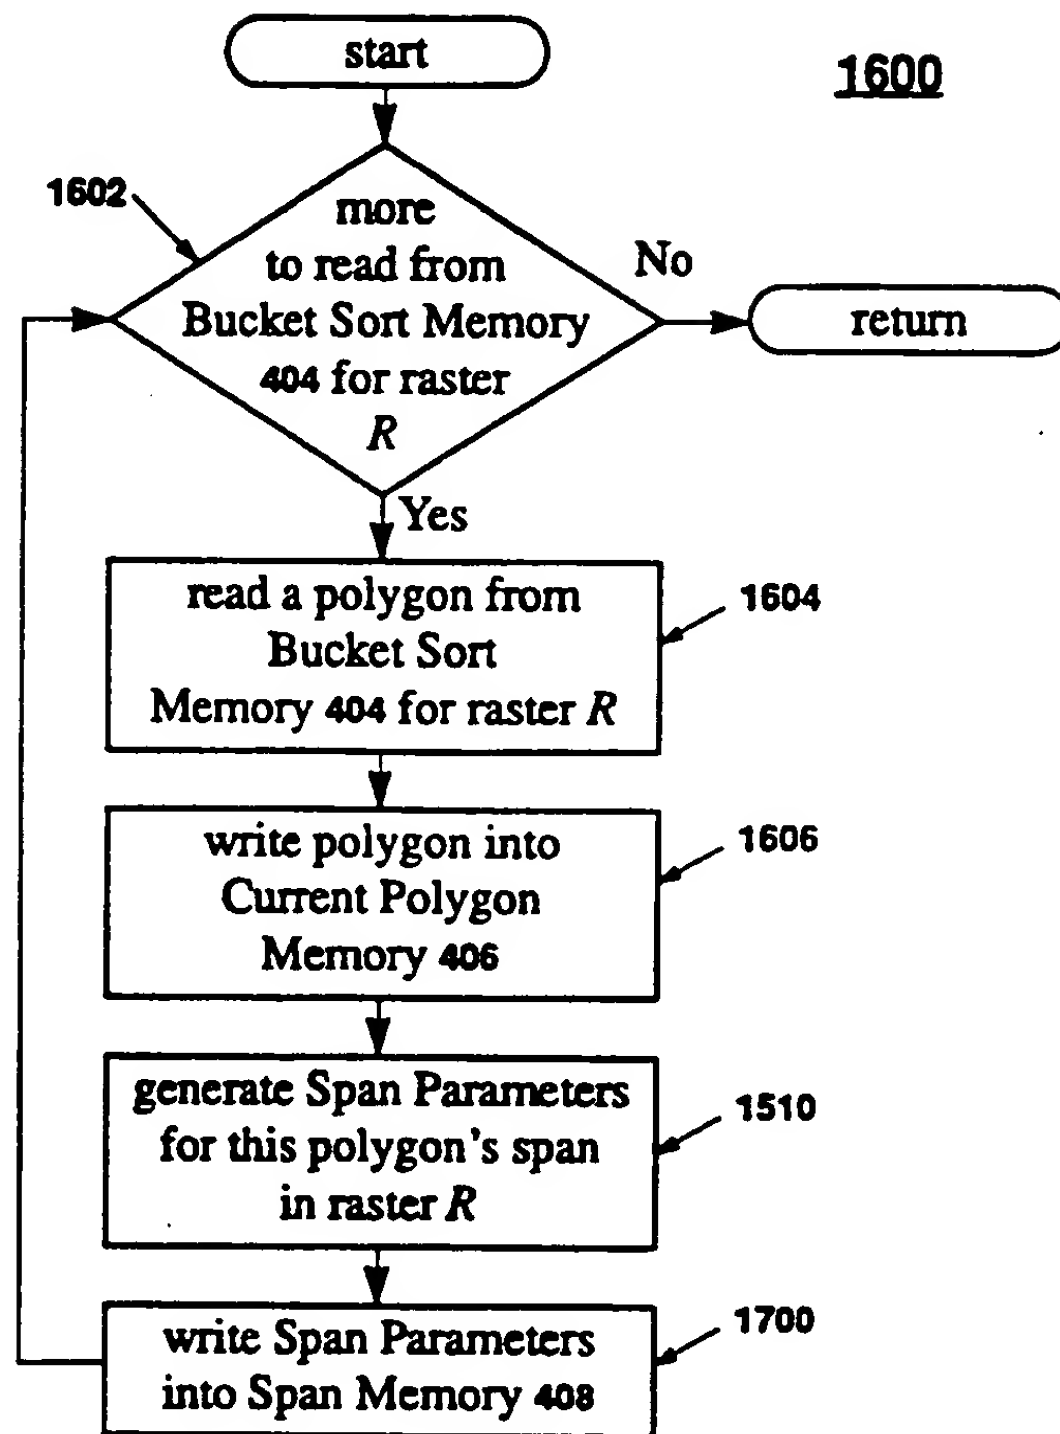 start
1600
1602
more
to read from
Bucket Sort Memory
404 for raster
R
No
return
Yes
read a polygon from
Bucket Sort
Memory 404 for raster R
1604
write polygon into
Current Polygon
Memory 406
1606
generate Span Parameters
for this polygon's span
in raster R
1510
write Span Parameters
into Span Memory 408
1700